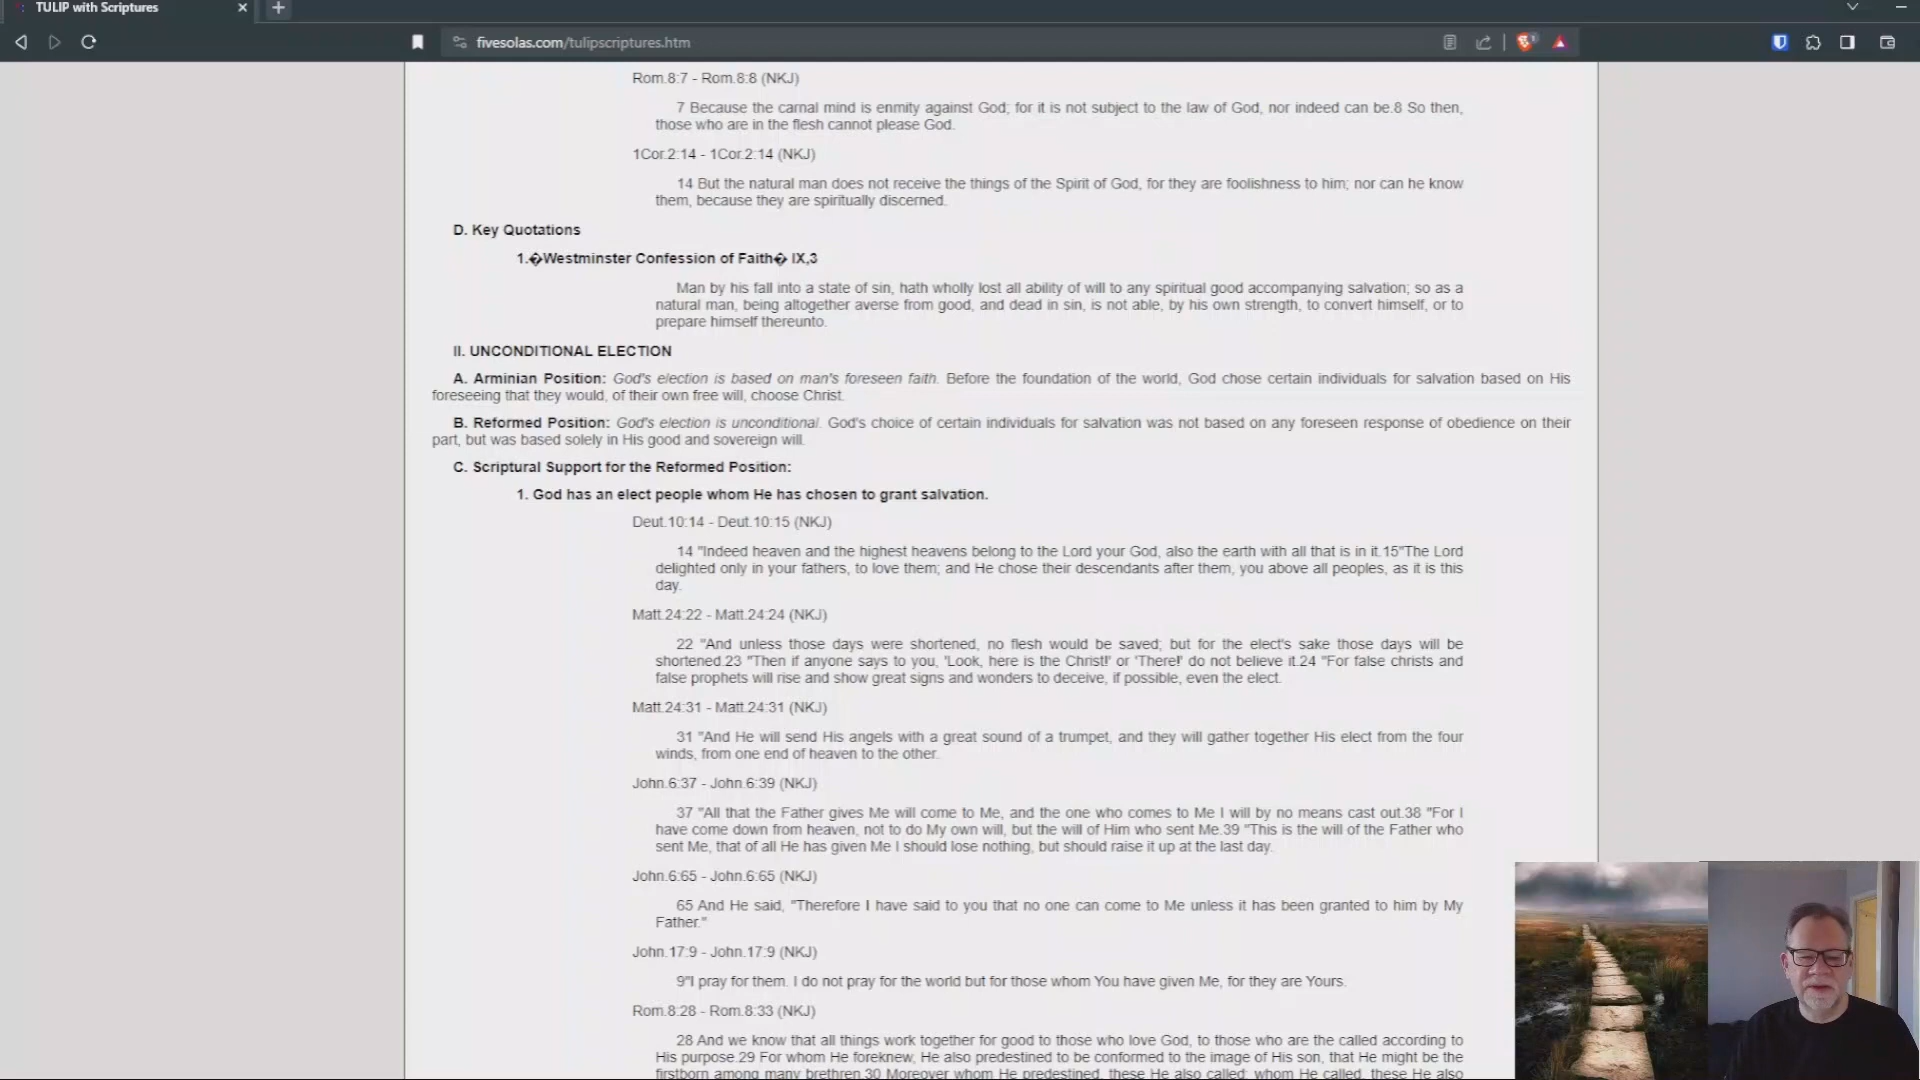 TULIP with Scriptures
fivesolas.com/tulipscriptures.htm
Rom.8:7 - Rom.8:8 (NKJ)
7 Because the carnal mind is enmity against God; for it is not subject to the law of God, nor indeed can be.8 So then,
those who are in the flesh cannot please God.
1Cor.2:14 - 1Cor.2:14 (NKJ)
14 But the natural man does not receive the things of the Spirit of God, for they are foolishness to him; nor can he know
them, because they are spiritually discerned.
D. Key Quotations
1.�Westminster Confession of Faith� IX,3
Man by his fall into a state of sin, hath wholly lost all ability of will to any spiritual good accompanying salvation; so as a
natural man, being altogether averse from good, and dead in sin, is not able, by his own strength, to convert himself, or to
prepare himself thereunto.
II. UNCONDITIONAL ELECTION
A. Arminian Position: God's election is based on man's foreseen faith. Before the foundation of the world, God chose certain individuals for salvation based on His
foreseeing that they would, of their own free will, choose Christ.
B. Reformed Position: God's election is unconditional. God's choice of certain individuals for salvation was not based on any foreseen response of obedience on their
part, but was based solely in His good and sovereign will.
C. Scriptural Support for the Reformed Position:
1. God has an elect people whom He has chosen to grant salvation.
Deut.10:14 - Deut.10:15 (NKJ)
14 "Indeed heaven and the highest heavens belong to the Lord your God, also the earth with all that is in it.15"The Lord
delighted only in your fathers, to love them; and He chose their descendants after them, you above all peoples, as it is this
day.
Matt.24:22 - Matt.24:24 (NKJ)
22 "And unless those days were shortened, no flesh would be saved; but for the elect's sake those days will be
shortened.23 "Then if anyone says to you, 'Look, here is the Christ!' or 'There!' do not believe it.24 "For false christs and
false prophets will rise and show great signs and wonders to deceive, if possible, even the elect.
Matt.24:31 - Matt.24:31 (NKJ)
31 "And He will send His angels with a great sound of a trumpet, and they will gather together His elect from the four
winds, from one end of heaven to the other.
John.6:37 - John.6:39 (NKJ)
37 "All that the Father gives Me will come to Me, and the one who comes to Me I will by no means cast out.38 "For I
have come down from heaven, not to do My own will, but the will of Him who sent Me.39 "This is the will of the Father who
sent Me, that of all He has given Me I should lose nothing, but should raise it up at the last day.
John.6:65 - John.6:65 (NKJ)
65 And He said, "Therefore I have said to you that no one can come to Me unless it has been granted to him by My
Father."
John.17:9 - John.17:9 (NKJ)
9"I pray for them. I do not pray for the world but for those whom You have given Me, for they are Yours.
Rom.8:28 - Rom.8:33 (NKJ)
28 And we know that all things work together for good to those who love God, to those who are the called according to
His purpose.29 For whom He foreknew, He also predestined to be conformed to the image of His son, that He might be the
firstborn among many brethren.30 Moreover whom He predestined, these He also called; whom He called, these He also